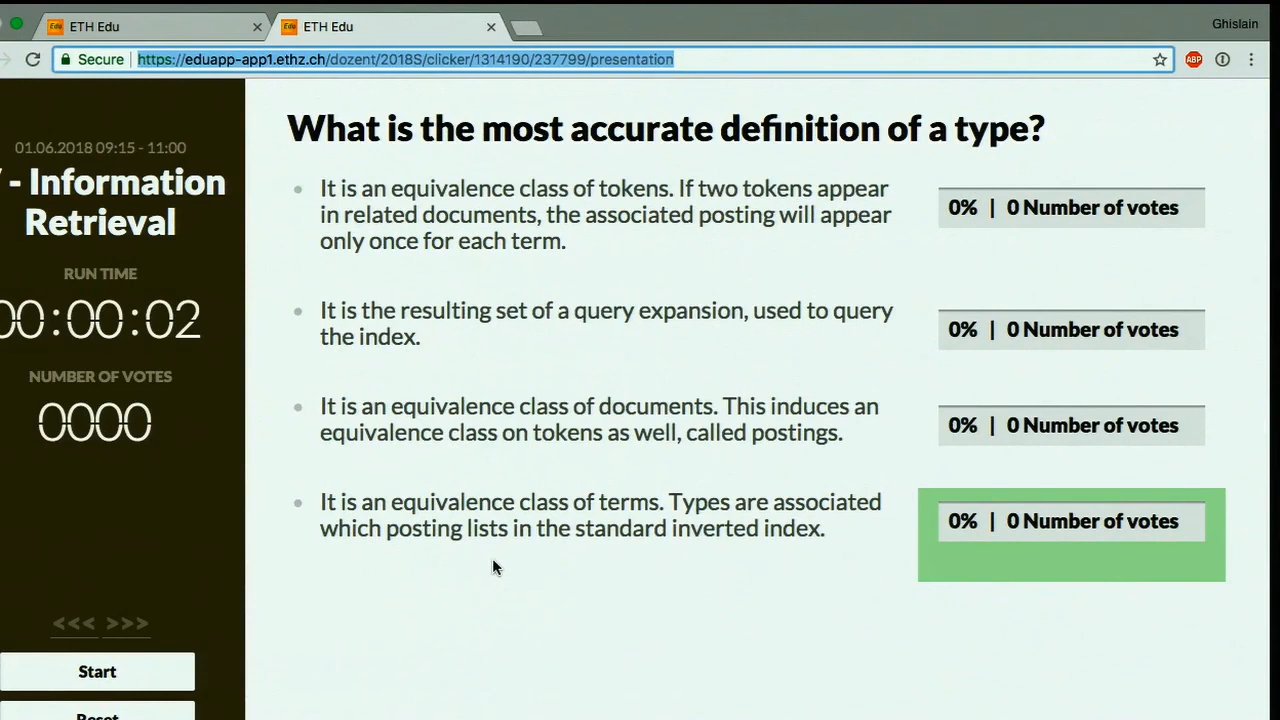 ETH Edu
ETH Edu
Ghislain
Secure
https://eduapp-app1.ethz.ch/dozent/2018S/clicker/1314190/237799/presentation
ABP
01.06.2018 09:15 - 11:00
- Information
Retrieval
RUN TIME
00:00:02
NUMBER OF VOTES
0000
<<< >>>
Start
Reset
What is the most accurate definition of a type?
It is an equivalence class of tokens. If two tokens appear
in related documents, the associated posting will appear
only once for each term.
0% | 0 Number of votes
It is the resulting set of a query expansion, used to query
the index.
0% | 0 Number of votes
It is an equivalence class of documents. This induces an
equivalence class on tokens as well, called postings.
0% | 0 Number of votes
It is an equivalence class of terms. Types are associated
which posting lists in the standard inverted index.
0% | 0 Number of votes